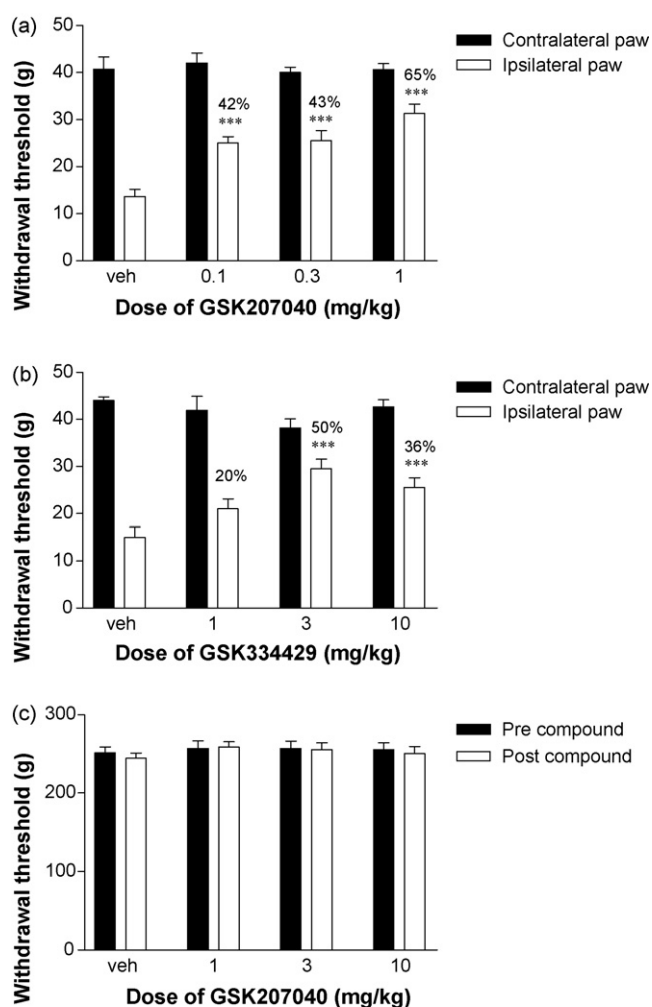 (a)
50
40
30
20
10
0
Withdrawal threshold (g)
Contralateral paw
Ipsilateral paw
42%
***
43%
***
65%
***
veh 0.1 0.3 1
Dose of GSK207040 (mg/kg)
(b)
50
40
30
20
10
0
Withdrawal threshold (g)
Contralateral paw
Ipsilateral paw
20%
50%
***
36%
***
veh 1 3 10
Dose of GSK334429 (mg/kg)
(c)
300
200
100
0
Withdrawal threshold (g)
Pre compound
Post compound
veh 1 3 10
Dose of GSK207040 (mg/kg)